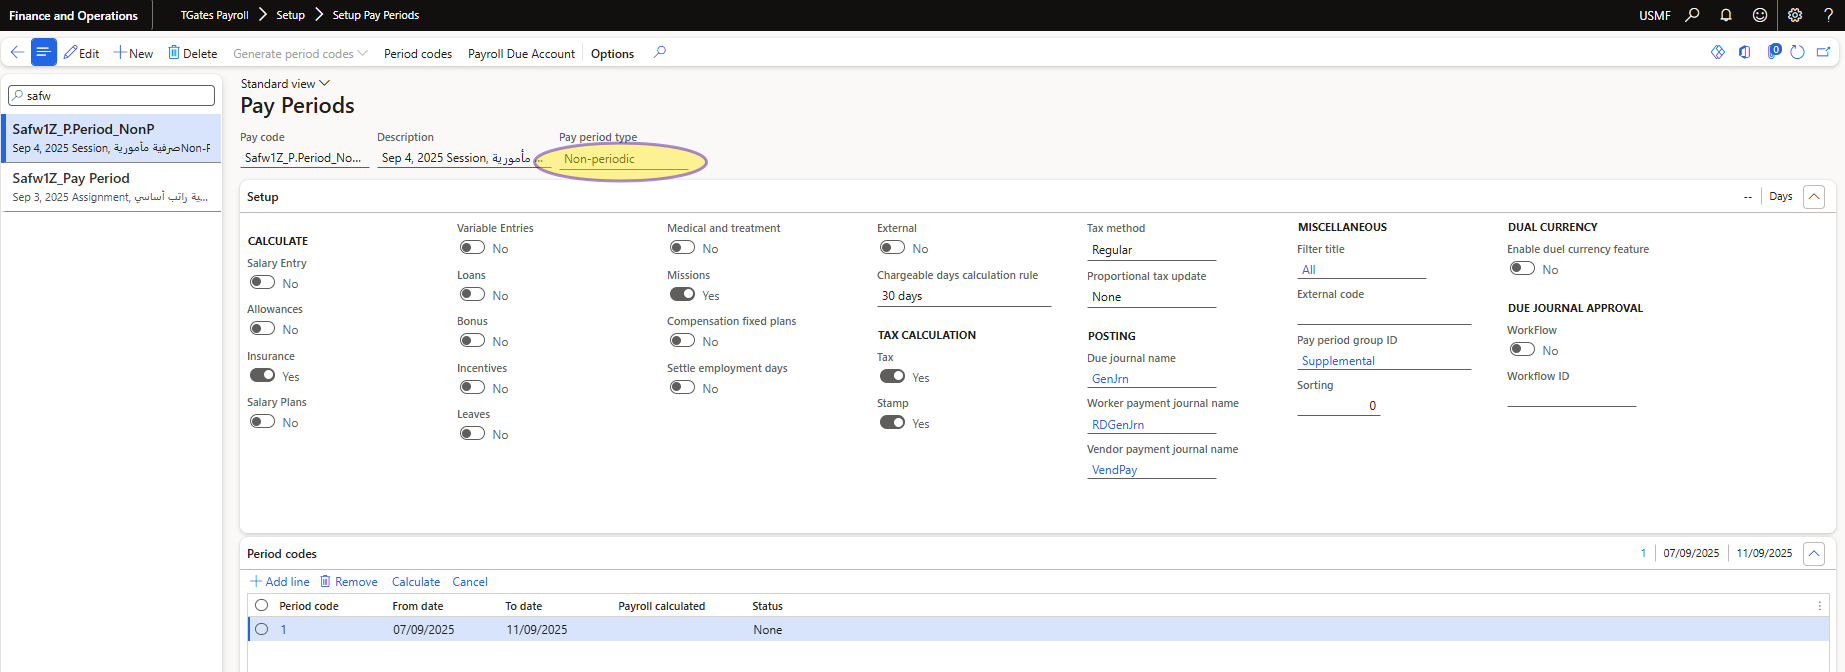 Finance and Operations
TGates Payroll > Setup > Setup Pay Periods
USMF
Edit
New
Delete
Generate period codes
Period codes
Payroll Due Account
Options
0
safw
Safw1Z_P.Period_NonP
Sep 4, 2025 Session, صرفية مأمورية Non-P
Safw1Z_Pay Period
Sep 3, 2025 Assignment, ية راتب أساسي...
Standard view
Pay Periods
Pay code
Safw1Z_P.Period_No...
Description
Sep 4, 2025 Session, مأمورية ...
Pay period type
Non-periodic
Setup
--
Days
CALCULATE
Salary Entry
No
Allowances
No
Insurance
Yes
Salary Plans
No
Variable Entries
No
Loans
No
Bonus
No
Incentives
No
Leaves
No
Medical and treatment
No
Missions
Yes
Compensation fixed plans
No
Settle employment days
No
External
No
Chargeable days calculation rule
30 days
TAX CALCULATION
Tax
Yes
Stamp
Yes
Tax method
Regular
Proportional tax update
None
POSTING
Due journal name
GenJrn
Worker payment journal name
RDGenJrn
Vendor payment journal name
VendPay
MISCELLANEOUS
Filter title
All
External code
Pay period group ID
Supplemental
Sorting
0
DUAL CURRENCY
Enable duel currency feature
No
DUE JOURNAL APPROVAL
WorkFlow
No
Workflow ID
Period codes
1
07/09/2025
11/09/2025
Add line
Remove
Calculate
Cancel
Period code From date To date Payroll calculated Status
1 07/09/2025 11/09/2025 None